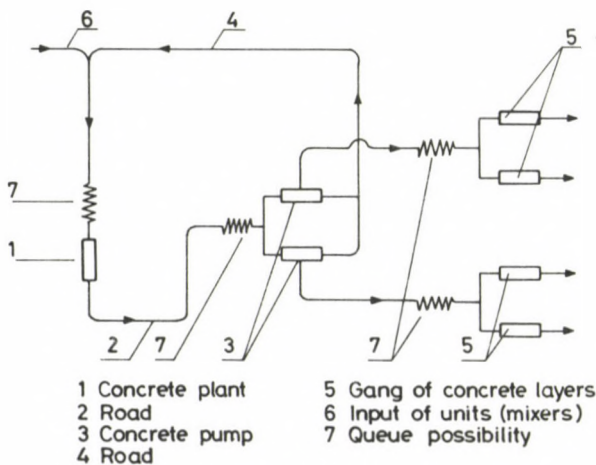 6
4
5
7
1
2
7
3
7
5
1 Concrete plant
2 Road
3 Concrete pump
4 Road
5 Gang of concrete layers
6 Input of units (mixers)
7 Queue possibility